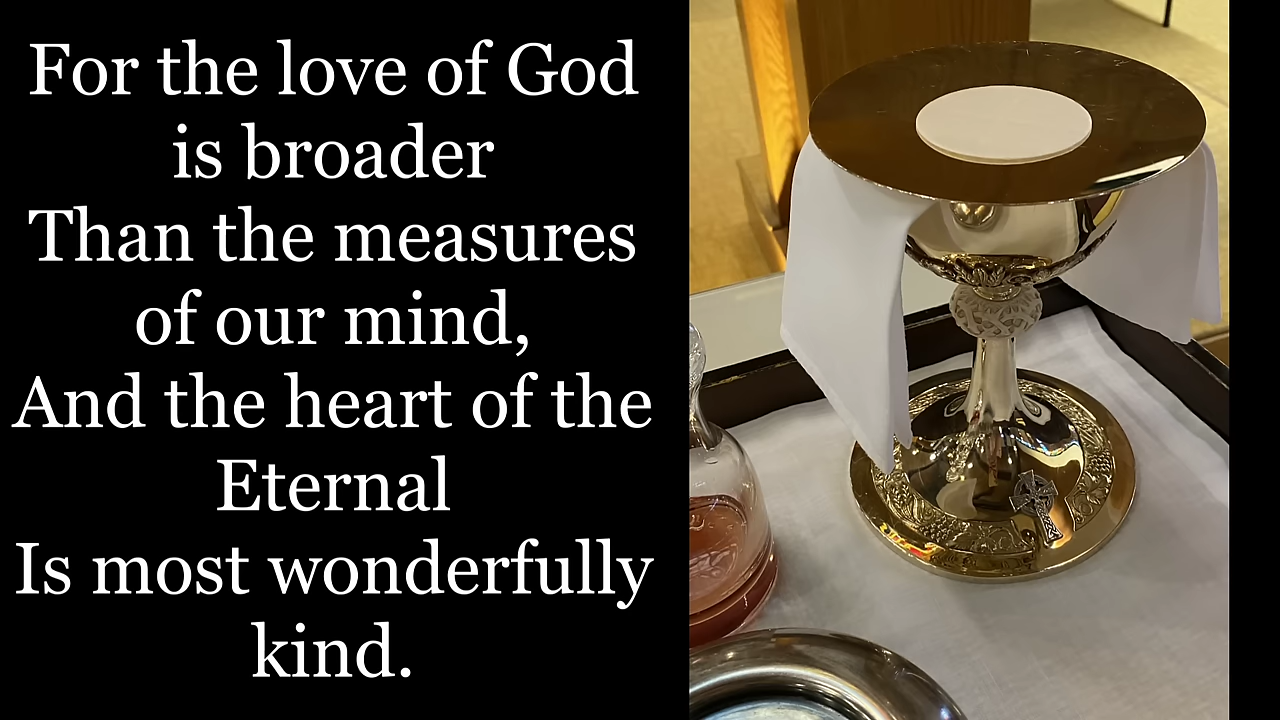 For the love of God
is broader
Than the measures
of our mind,
And the heart of the
Eternal
Is most wonderfully
kind.